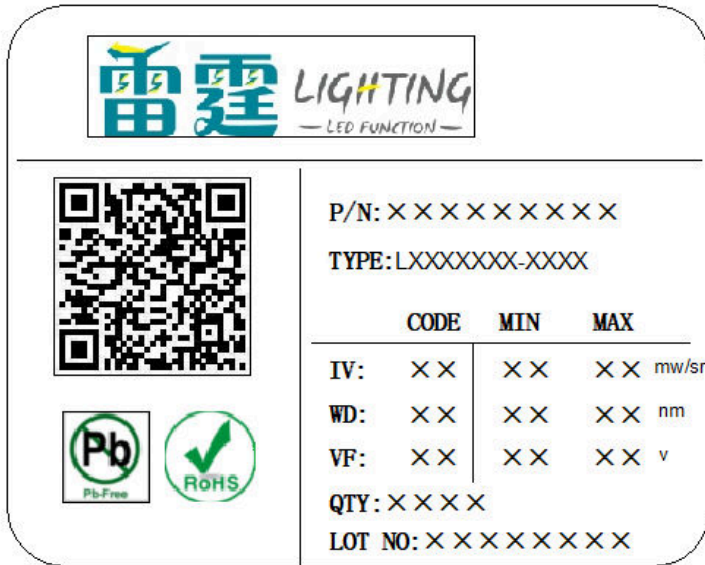 雷霆 LIGHTING
LED FUNCTION
P/N:×××××××××
TYPE:LXXXXXXX-XXXX
CODE MIN MAX
IV: ×× ×× ×× mw/sr
WD: ×× ×× ×× nm
VF: ×× ×× ×× v
QTY:××××
LOT NO:××××××××
Pb
Pb-Free
RoHS